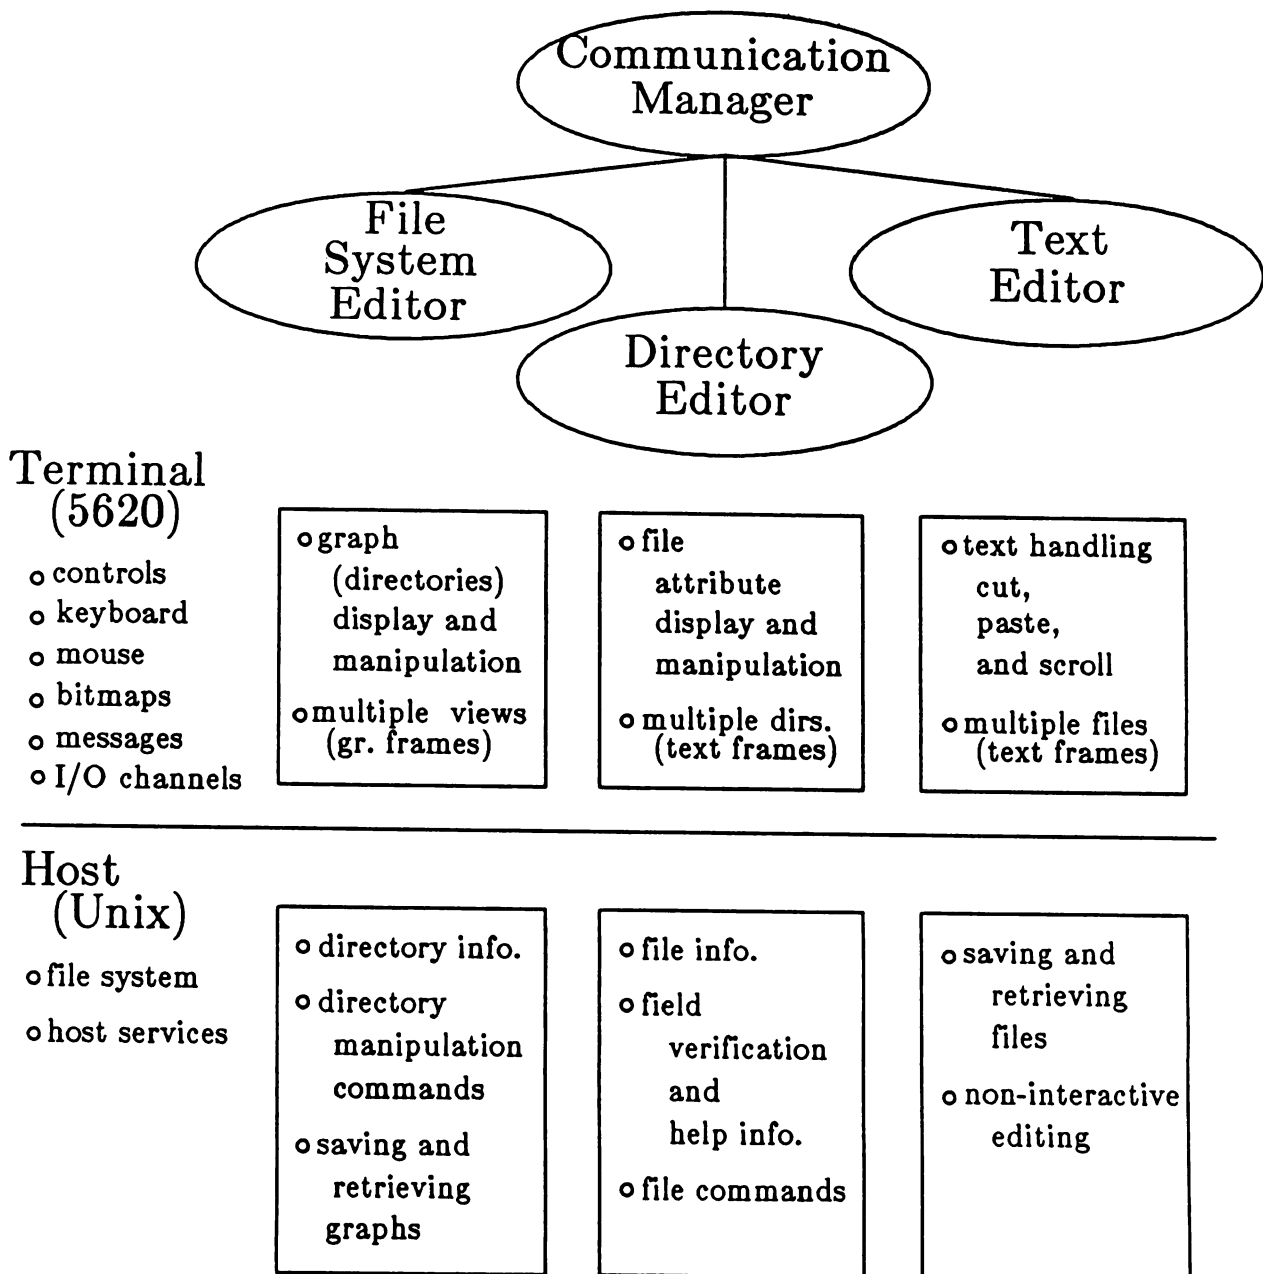 Communication
Manager
File
System
Editor
Text
Editor
Directory
Editor
Terminal
(5620)
o controls
o keyboard
o mouse
o bitmaps
o messages
o I/O channels
o graph
(directories)
display and
manipulation
o multiple views
(gr. frames)
o file
attribute
display and
manipulation
o multiple dirs.
(text frames)
o text handling
cut,
paste,
and scroll
o multiple files
(text frames)
Host
(Unix)
o file system
o host services
o directory info.
o directory
manipulation
commands
o saving and
retrieving
graphs
o file info.
o field
verification
and
help info.
o file commands
o saving and
retrieving
files
o non-interactive
editing